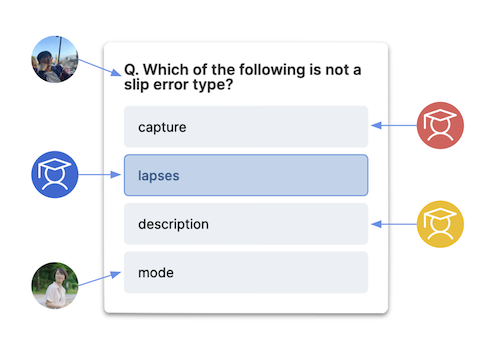 Q. Which of the following is not a
slip error type?
capture
lapses
description
mode